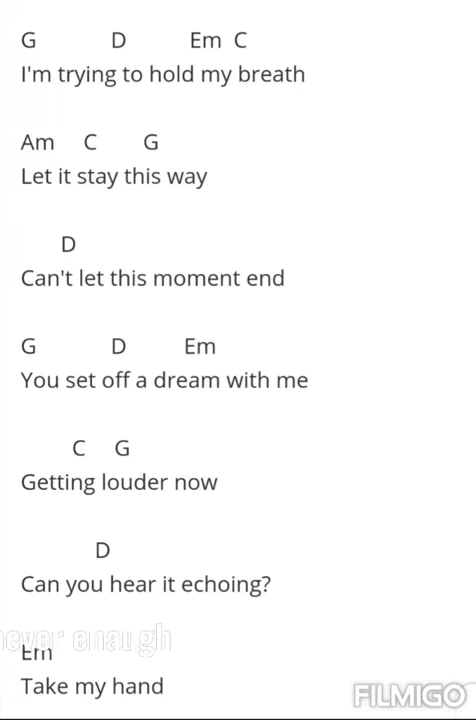 G D Em C
I'm trying to hold my breath
Am C G
Let it stay this way
D
Can't let this moment end
G D Em
You set off a dream with me
C G
Getting louder now
D
Can you hear it echoing?
never enough
Em
Take my hand
FILMIGO